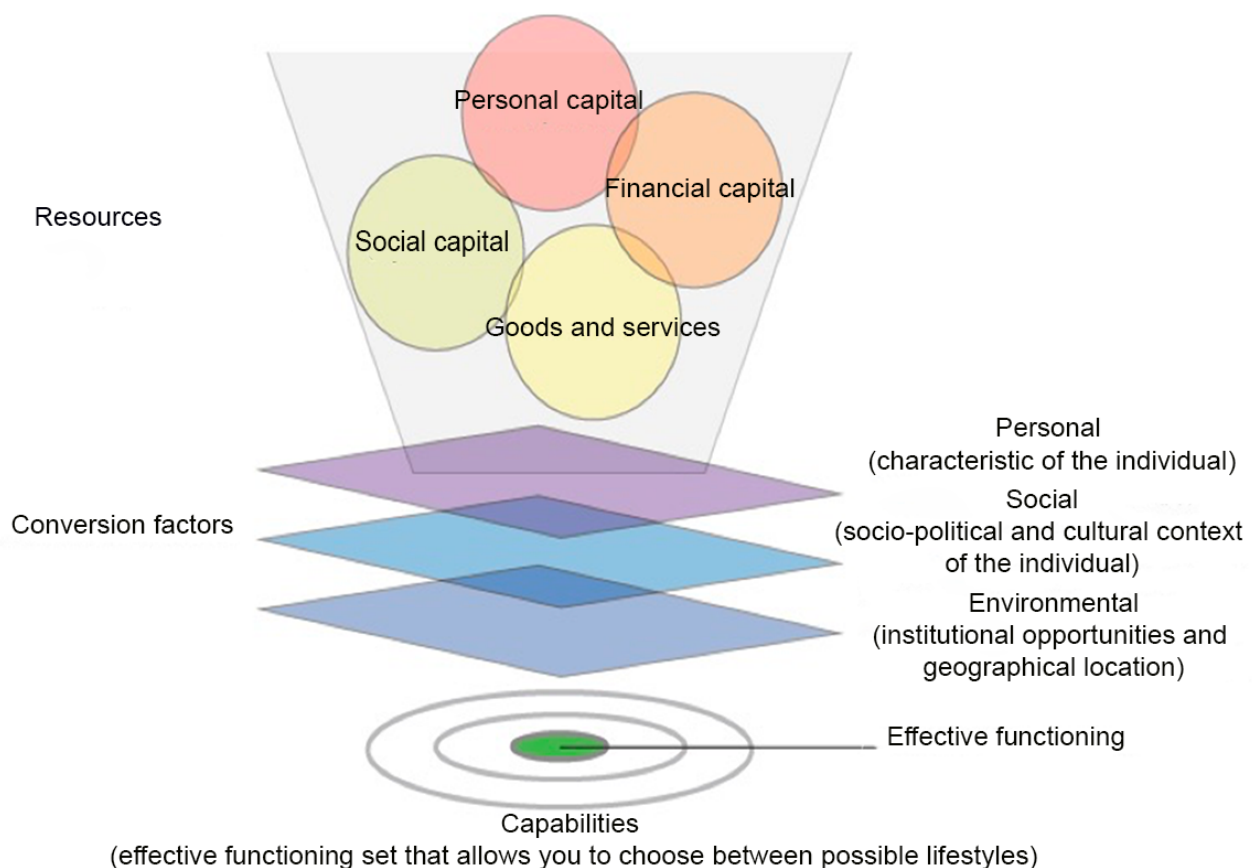 Personal capital
Financial capital
Resources
Social capital
Goods and services
Personal
(characteristic of the individual)
Social
Conversion factors
(socio-political and cultural context
of the individual)
Environmental
(institutional opportunities and
geographical location)
Effective functioning
Capabilities
(effective functioning set that allows you to choose between possible lifestyles)